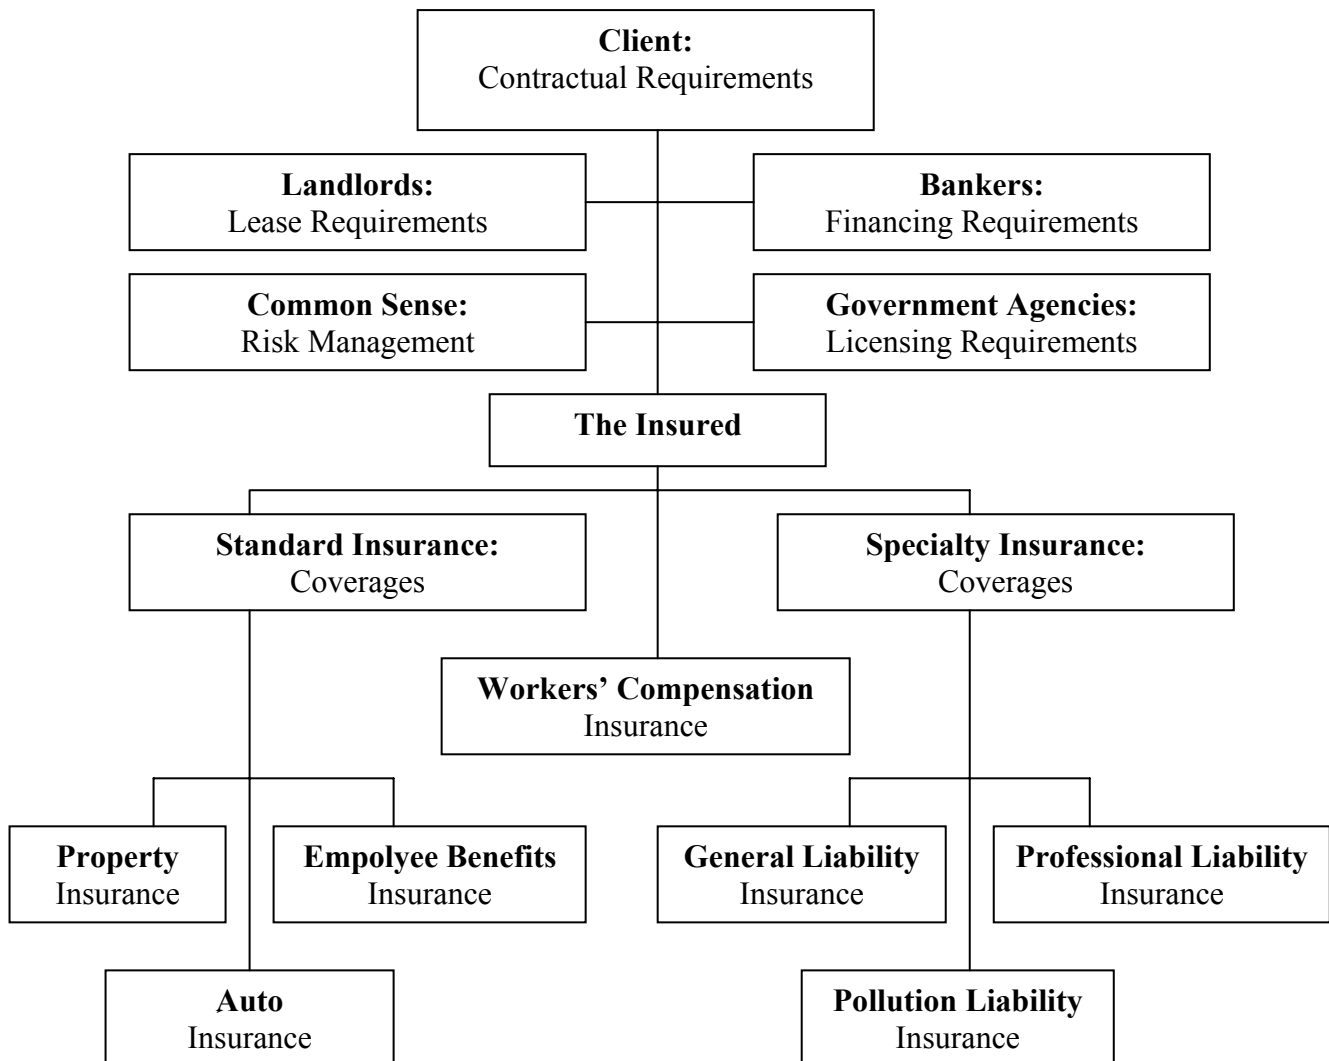 Client:
Contractual Requirements
Landlords:
Lease Requirements
Bankers:
Financing Requirements
Common Sense:
Risk Management
Government Agencies:
Licensing Requirements
The Insured
Standard Insurance:
Coverages
Specialty Insurance:
Coverages
Workers’ Compensation
Insurance
Property
Insurance
Empolyee Benefits
Insurance
General Liability
Insurance
Professional Liability
Insurance
Auto
Insurance
Pollution Liability
Insurance